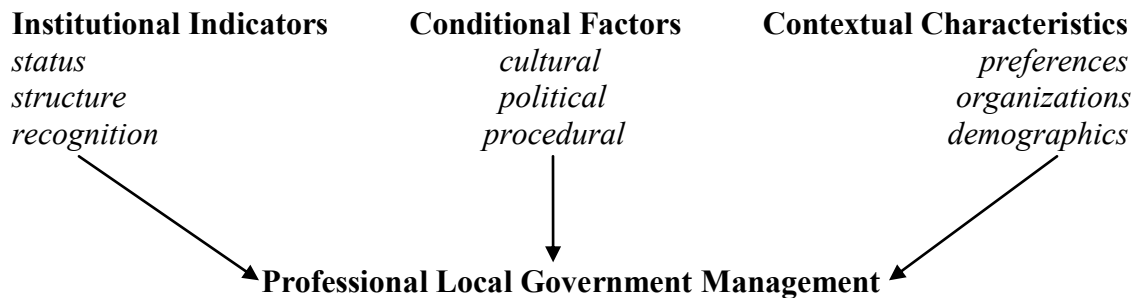 Institutional Indicators Conditional Factors Contextual Characteristics
status cultural preferences
structure political organizations
recognition procedural demographics
Professional Local Government Management